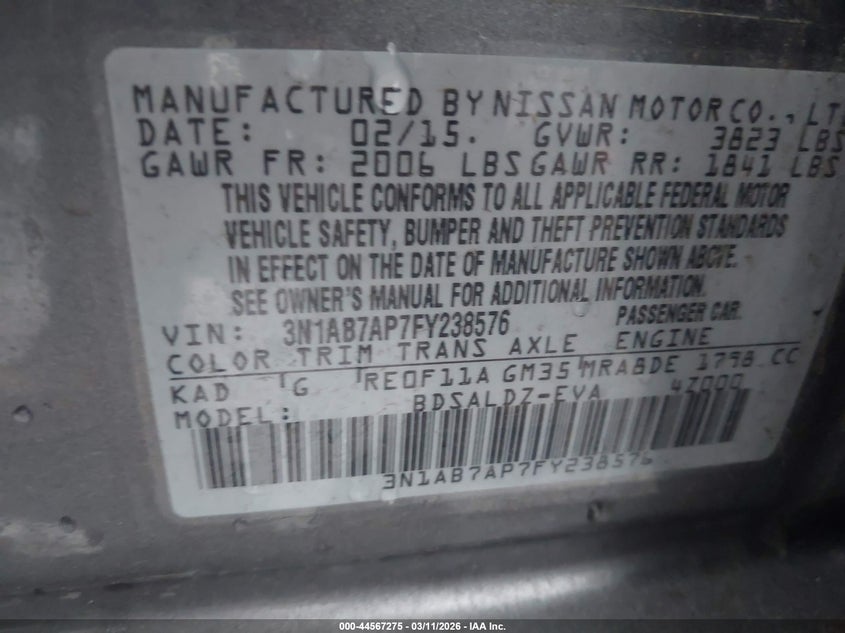 MANUFACTURED BY NISSAN MOTOR CO., LT
DATE: 02/15. GVWR: 3823 LBS
GAWR FR: 2006 LBS GAWR RR: 1841 LBS
THIS VEHICLE CONFORMS TO ALL APPLICABLE FEDERAL MOTOR
VEHICLE SAFETY, BUMPER AND THEFT PREVENTION STANDARDS
IN EFFECT ON THE DATE OF MANUFACTURE SHOWN ABOVE.
SEE OWNER'S MANUAL FOR ADDITIONAL INFORMATION.
VIN: 3N1AB7AP7FY238576 PASSENGER CAR.
COLOR TRIM TRANS AXLE ENGINE
KAD G RE0F11A GM35 MRA8DE 1798 CC
MODEL: BDSALDZ-EVA 4Z000
3N1AB7AP7FY238576
000-44567275 | 03/11/2026 - IAA Inc.